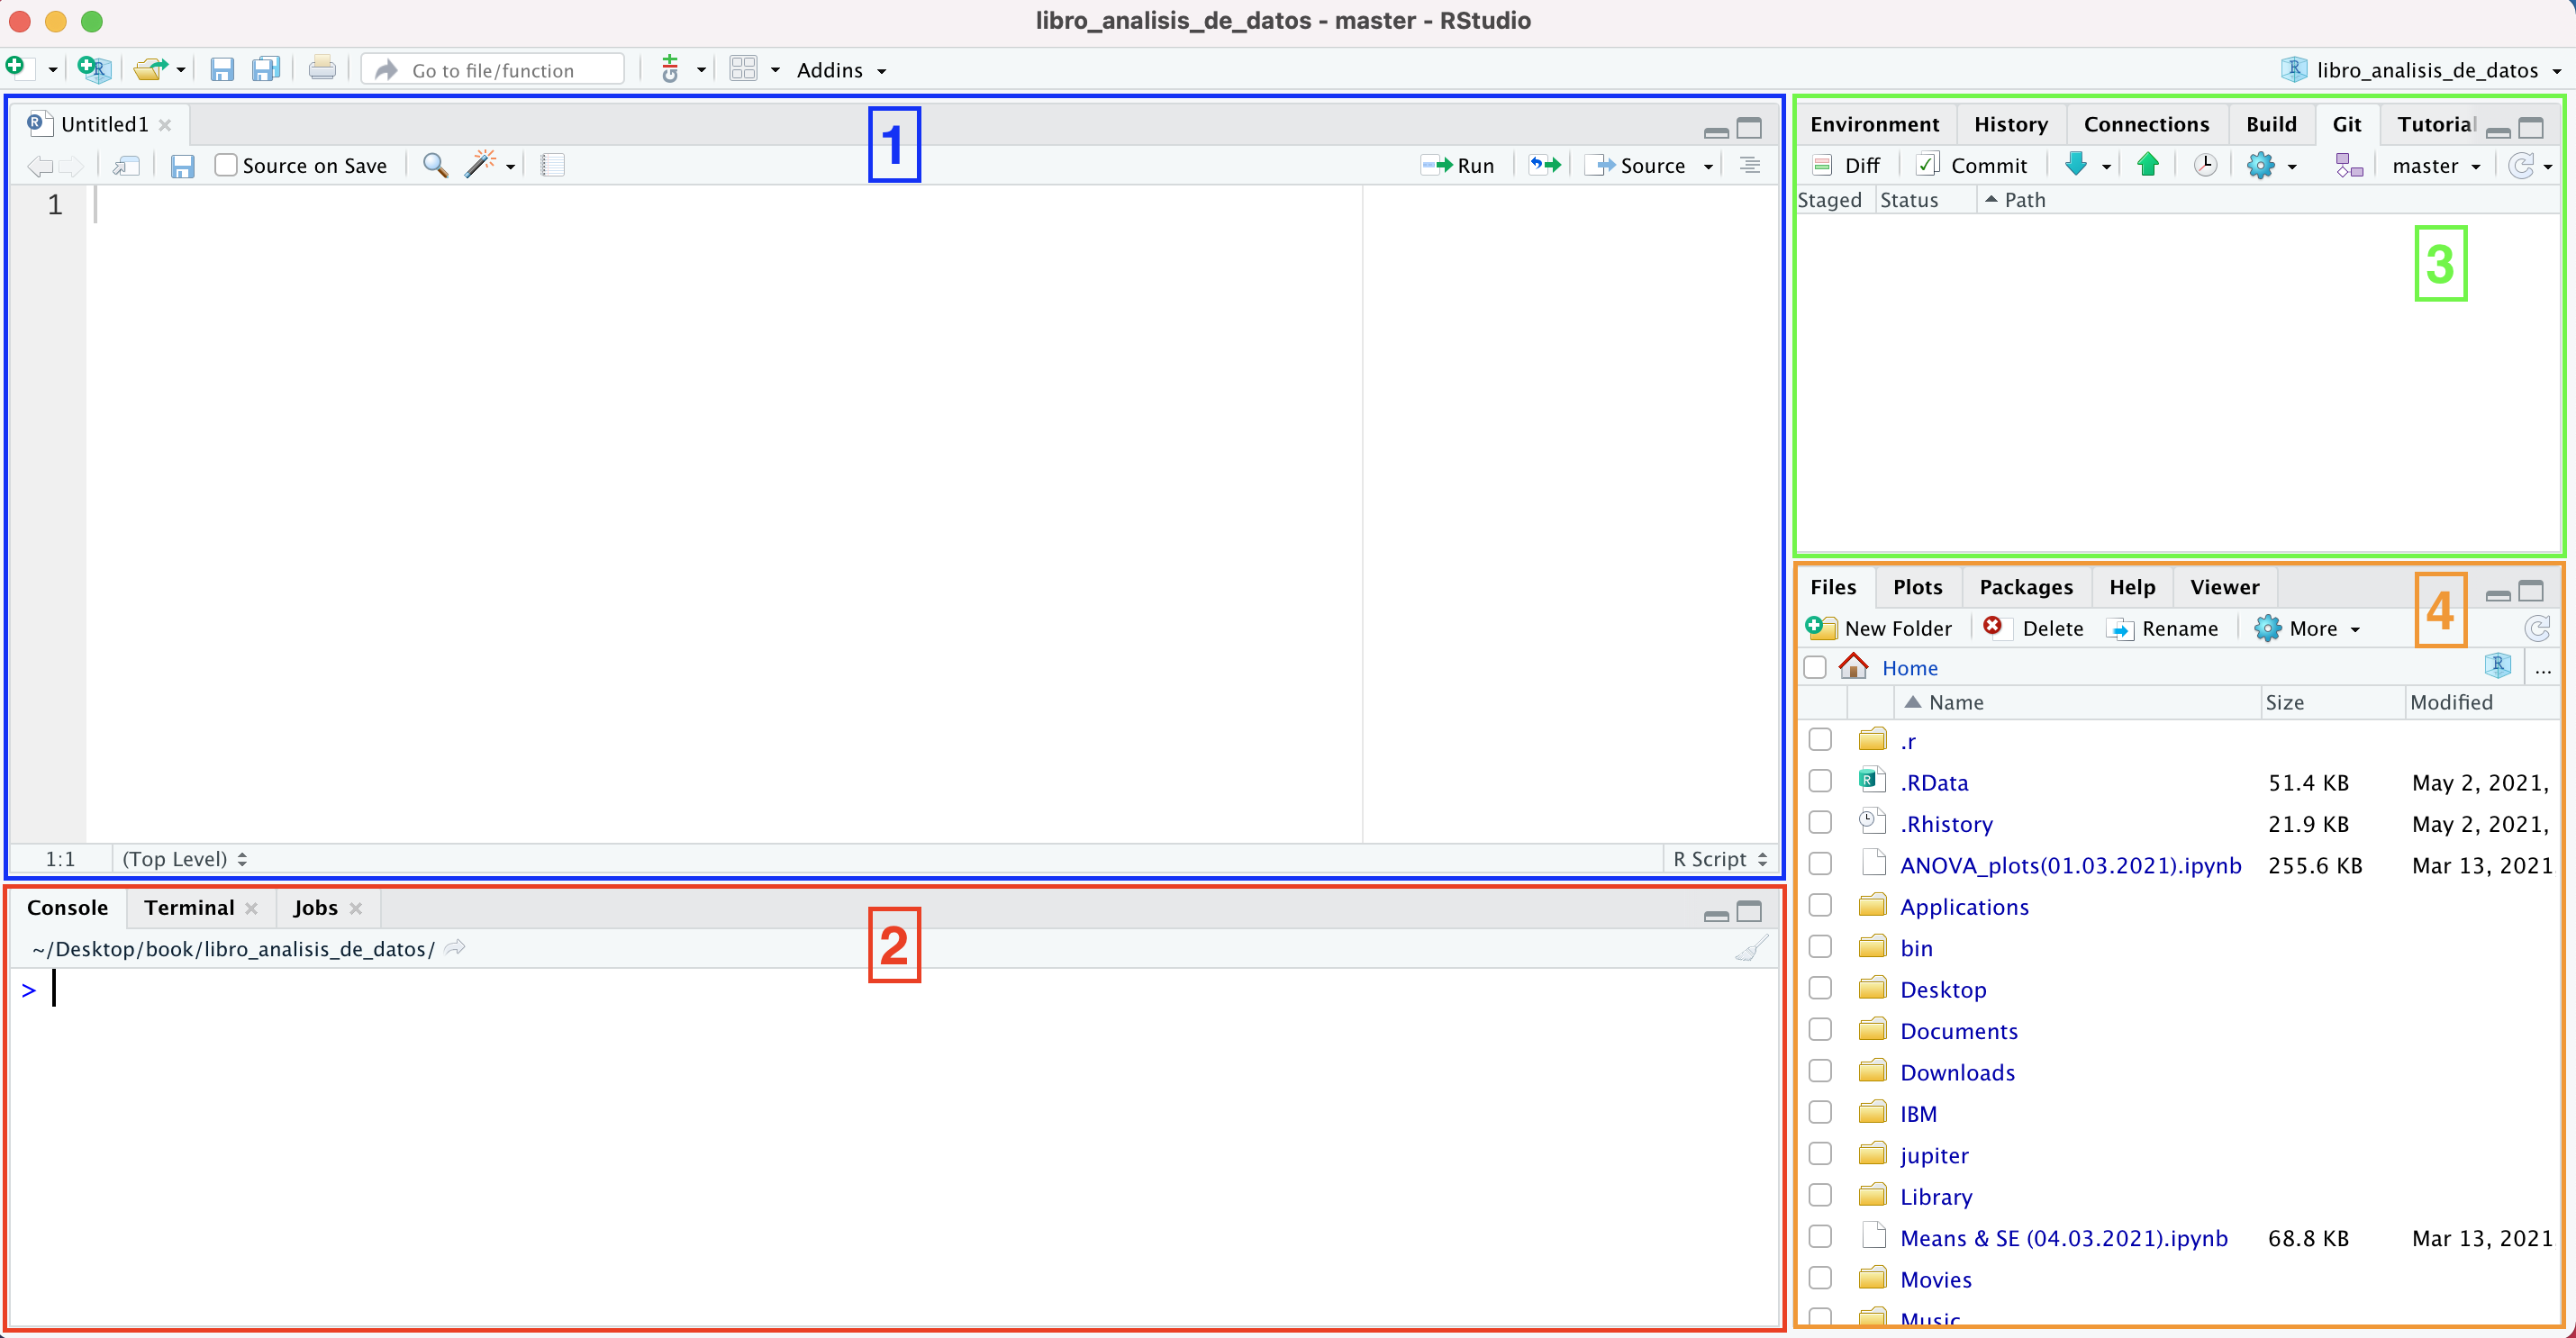 libro_analisis_de_datos - master - RStudio
Go to file/function
Addins
libro_analisis_de_datos
Untitled1
1
Source on Save
Run
Source
1
1:1
(Top Level)
R Script
Console
Terminal
Jobs
2
~/Desktop/book/libro_analisis_de_datos/
>
Environment
History
Connections
Build
Git
Tutorial
Diff
Commit
master
Staged
Status
Path
3
Files
Plots
Packages
Help
Viewer
4
New Folder
Delete
Rename
More
Home
...
Name
Size
Modified
.r
.RData 51.4 KB May 2, 2021,
.Rhistory 21.9 KB May 2, 2021,
ANOVA_plots(01.03.2021).ipynb 255.6 KB Mar 13, 2021
Applications
bin
Desktop
Documents
Downloads
IBM
jupiter
Library
Means & SE (04.03.2021).ipynb 68.8 KB Mar 13, 2021
Movies
Music